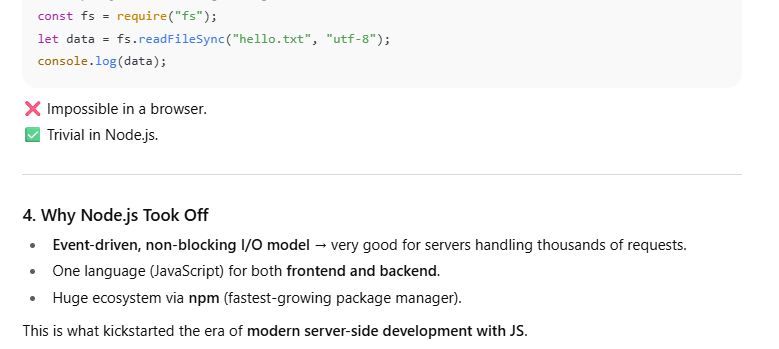 const fs = require("fs");
let data = fs.readFileSync("hello.txt", "utf-8");
console.log(data);
❌ Impossible in a browser.
✅ Trivial in Node.js.
4. Why Node.js Took Off
• Event-driven, non-blocking I/O model → very good for servers handling thousands of requests.
• One language (JavaScript) for both frontend and backend.
• Huge ecosystem via npm (fastest-growing package manager).
This is what kickstarted the era of modern server-side development with JS.